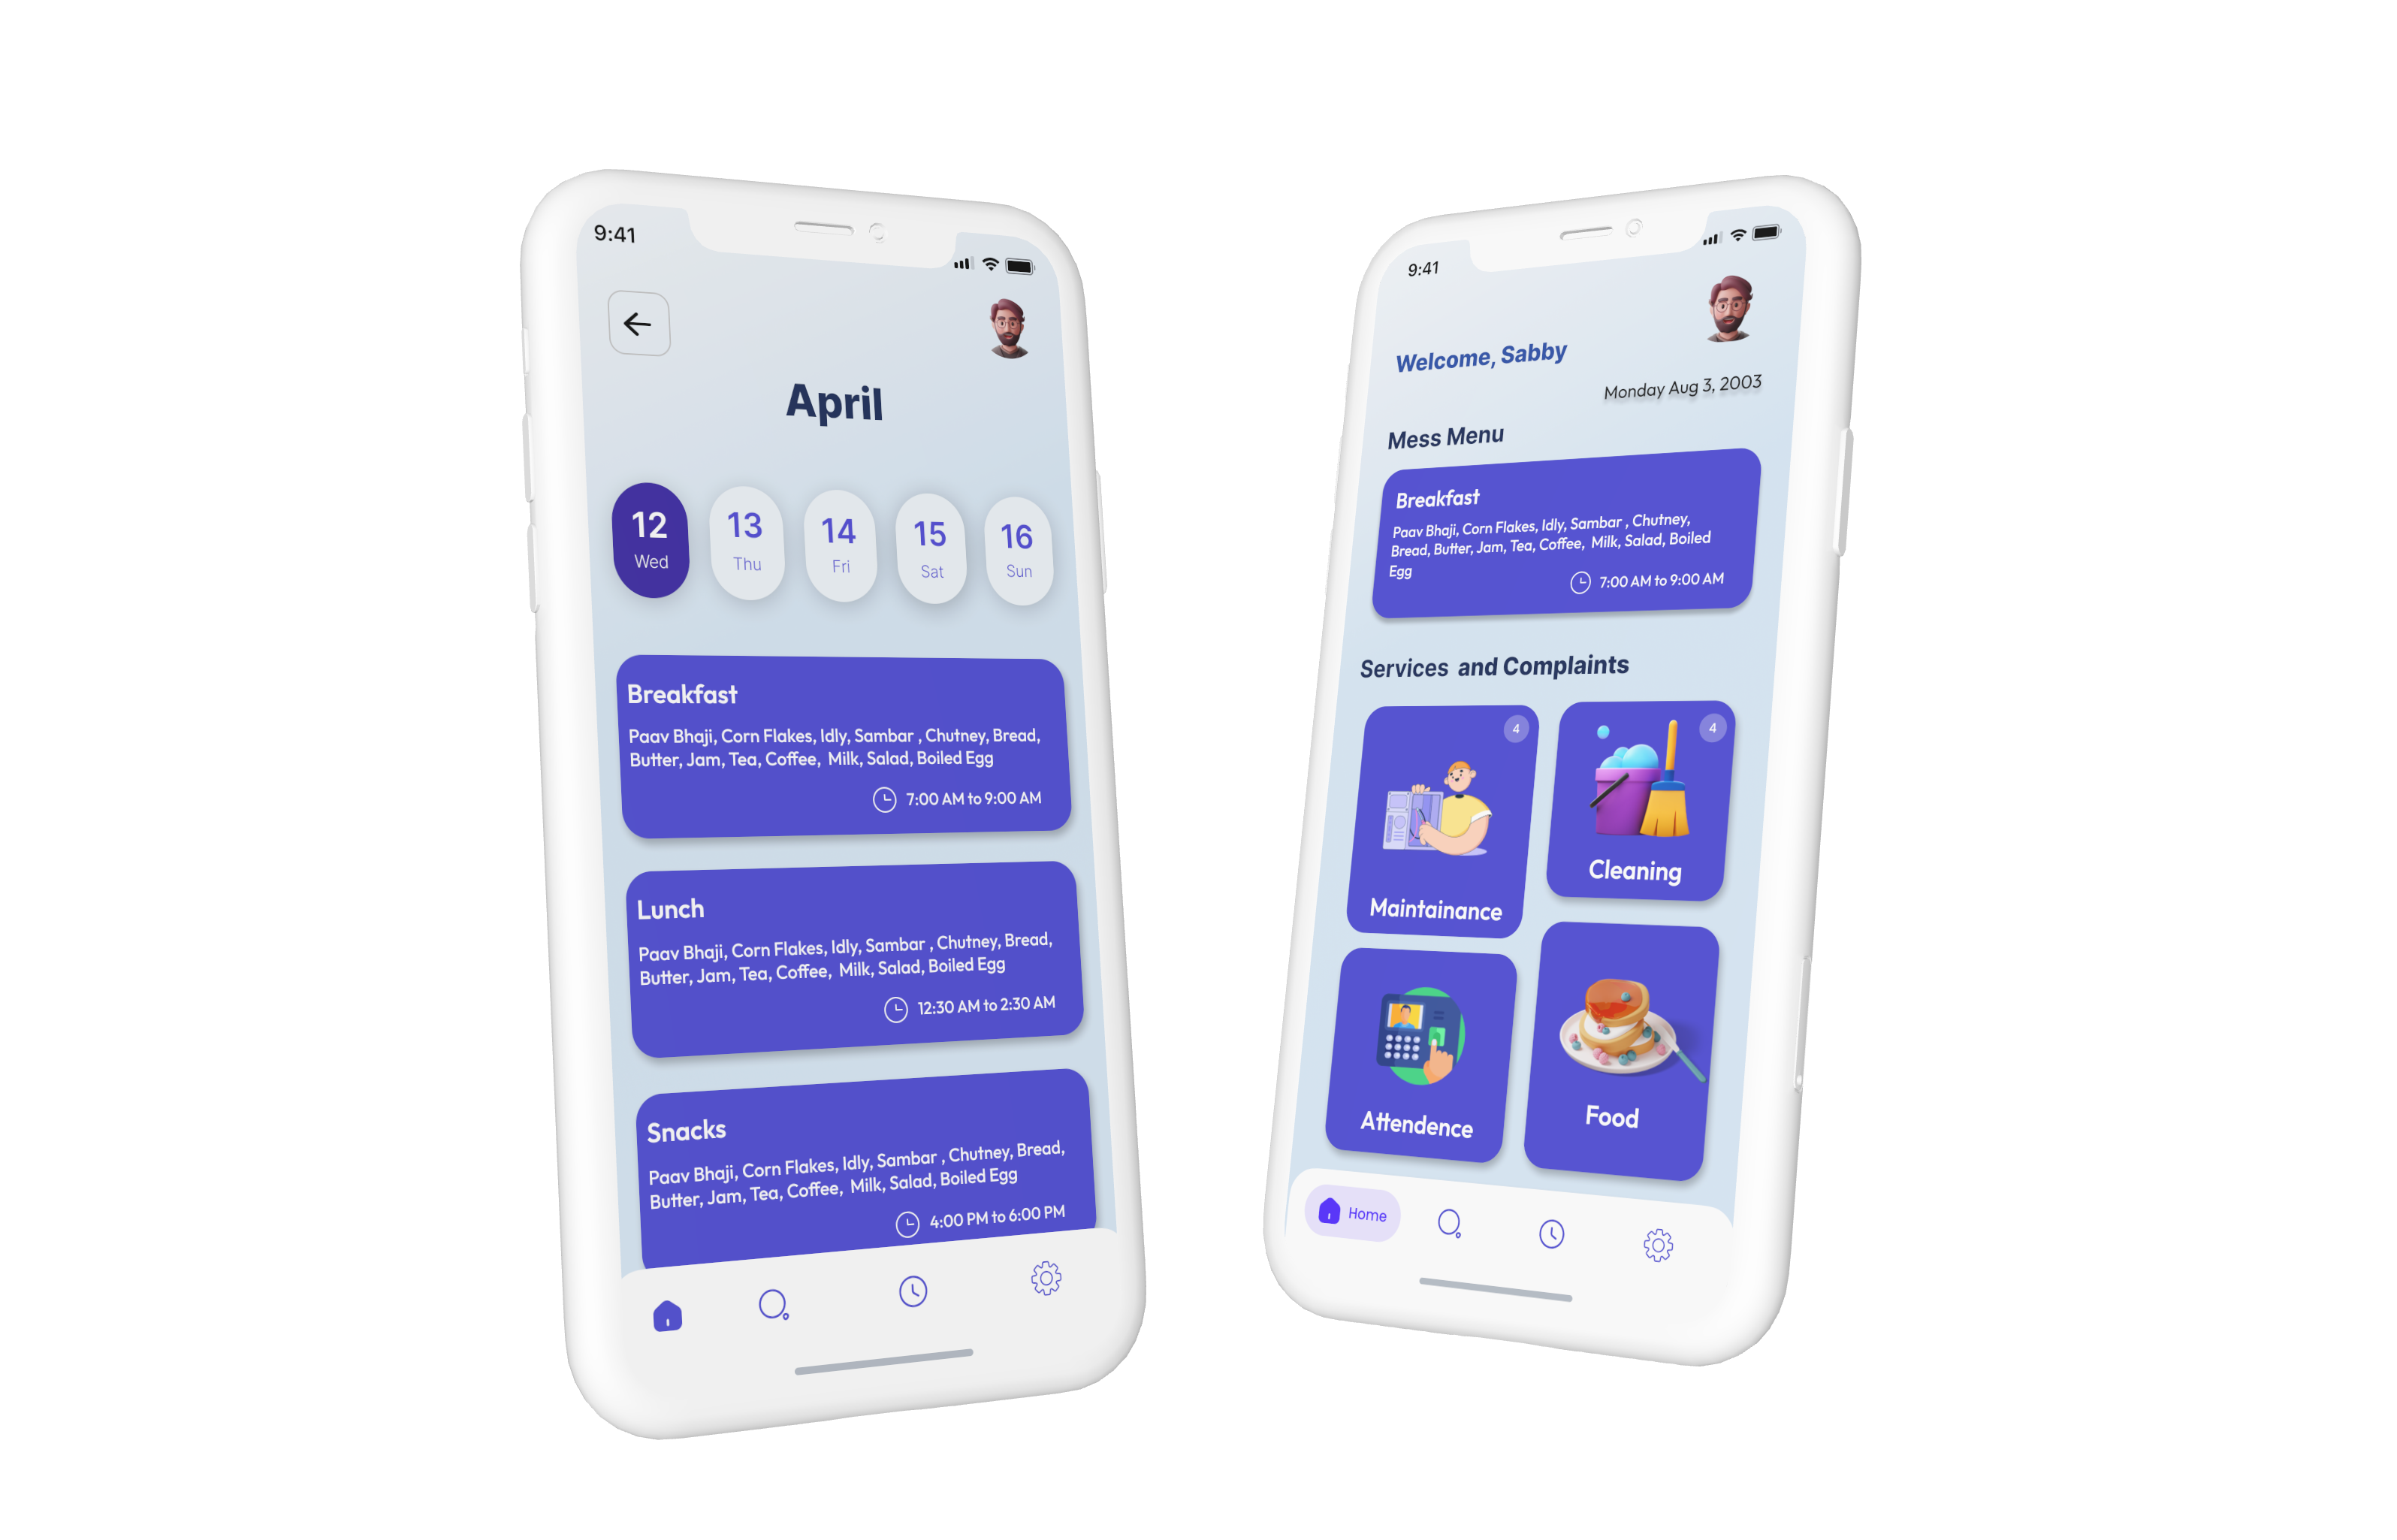 9:41
April
12
Wed
13
Thu
14
Fri
15
Sat
16
Sun
Breakfast
Paav Bhaji, Corn Flakes, Idly, Sambar , Chutney, Bread,
Butter, Jam, Tea, Coffee, Milk, Salad, Boiled Egg
7:00 AM to 9:00 AM
Lunch
Paav Bhaji, Corn Flakes, Idly, Sambar , Chutney, Bread,
Butter, Jam, Tea, Coffee, Milk, Salad, Boiled Egg
12:30 AM to 2:30 AM
Snacks
Paav Bhaji, Corn Flakes, Idly, Sambar , Chutney, Bread,
Butter, Jam, Tea, Coffee, Milk, Salad, Boiled Egg
4:00 PM to 6:00 PM
9:41
Welcome, Sabby
Monday Aug 3, 2003
Mess Menu
Breakfast
Paav Bhaji, Corn Flakes, Idly, Sambar , Chutney,
Bread, Butter, Jam, Tea, Coffee, Milk, Salad, Boiled
Egg
7:00 AM to 9:00 AM
Services and Complaints
4
Maintainance
4
Cleaning
Attendence
Food
Home